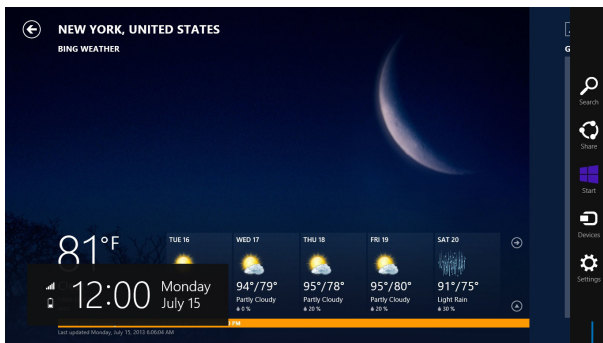 NEW YORK, UNITED STATES
BING WEATHER
G
Search
Share
Start
Devices
Settings
81°F
TUE 16
WED 17
94°/79°
Partly Cloudy
0 %
THU 18
95°/78°
Partly Cloudy
20 %
FRI 19
95°/80°
Partly Cloudy
20 %
SAT 20
91°/75°
Light Rain
30 %
12:00
Monday
July 15
PM
Last updated Monday, July 15, 2013 6:06:04 AM